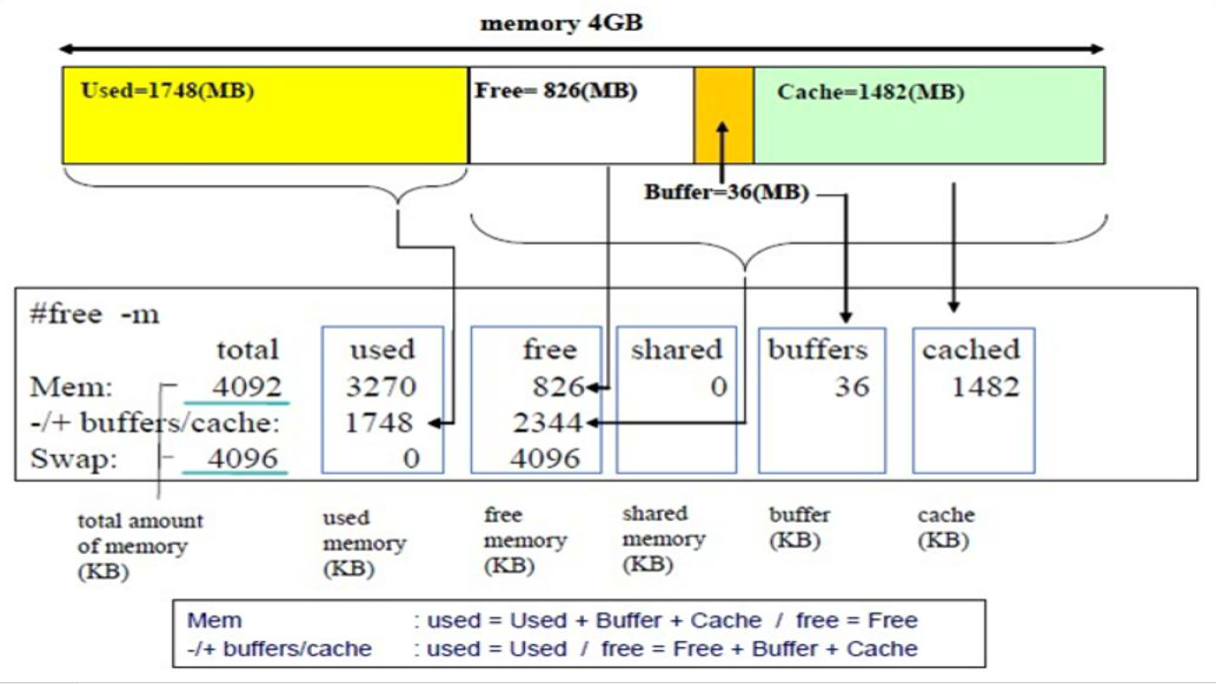 memory 4GB
Used=1748(MB) Free= 826(MB) Cache=1482(MB)
Buffer=36(MB)
#free -m
total used free shared buffers cached
Mem: 4092 3270 826 0 36 1482
-/+ buffers/cache: 1748 2344
Swap: 4096 0 4096
total amount
of memory
(KB)
used
memory
(KB)
free
memory
(KB)
shared
memory
(KB)
buffer
(KB)
cache
(KB)
Mem : used = Used + Buffer + Cache / free = Free
-/+ buffers/cache : used = Used / free = Free + Buffer + Cache